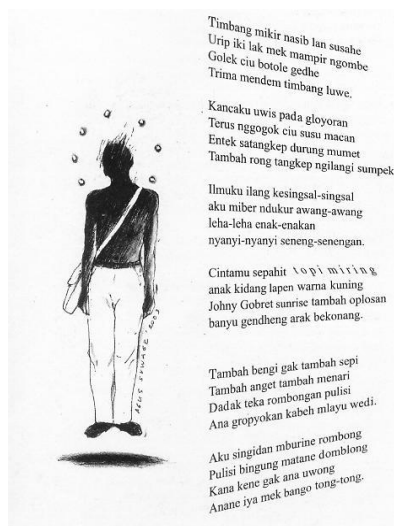 Timbang mikir nasib lan susahe
Urip iki lak mek mampir ngombe
Golek ciu botole gedhe
Trima mendem timbang luwe.
Kancaku uwis pada gloyoran
Terus nggogok ciu susu macan
Entek satangkep durung mumet
Tambah rong tangkep ngilangi sumpek
Ilmuku ilang kesingsal-singsal
aku miber ndukur awang-awang
leha-leha enak-enakan
nyanyi-nyanyi seneng-senengan.
Cintamu sepahit topi miring
anak kidang lapen warna kuning
Johny Gobret sunrise tambah oplosan
banyu gendheng arak bekonang.
Tambah bengi gak tambah sepi
Tambah anget tambah menari
Dadak teka rombongan pulisi
Ana gropyokan kabeh mlayu wedi.
Aku singidan mburine rombong
Pulisi bingung matane domblong
Kana kene gak ana uwong
Anane iya mek bango tong-tong.
AGUS SUWAGE 2003